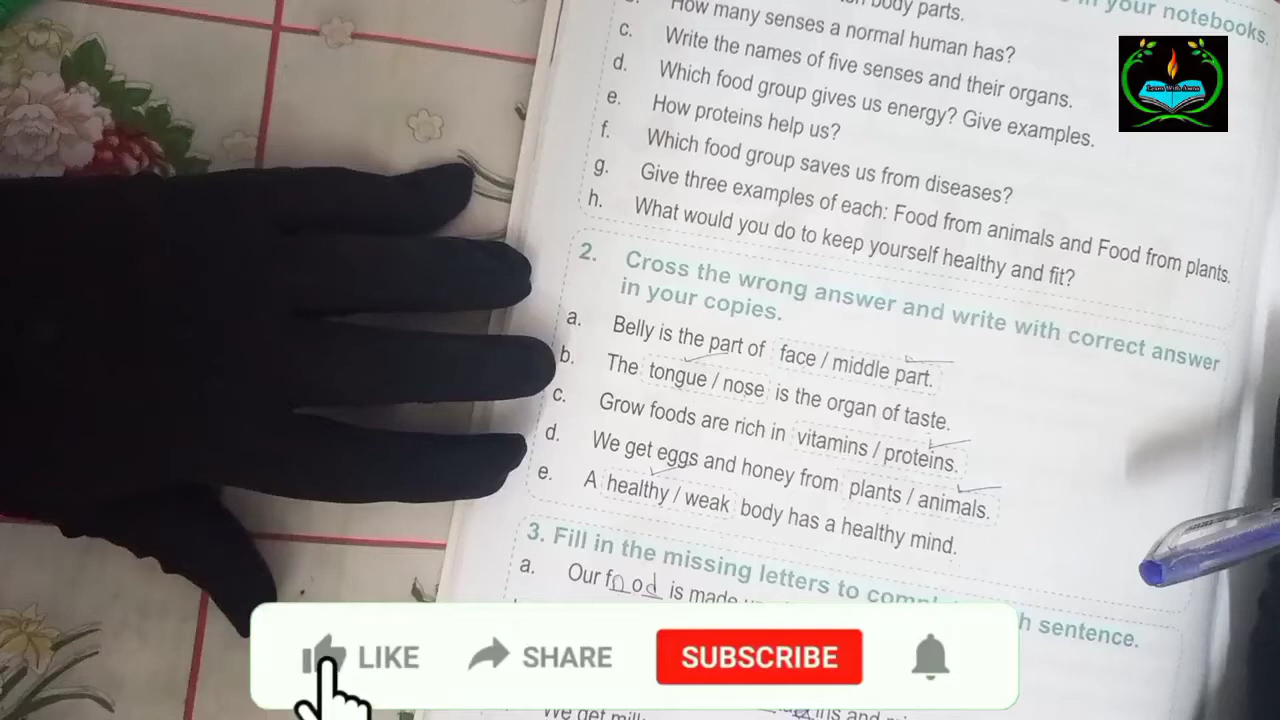 in your notebooks.
body parts.
How many senses a normal human has?
c. Write the names of five senses and their organs.
d. Which food group gives us energy? Give examples.
e. How proteins help us?
f. Which food group saves us from diseases?
g. Give three examples of each: Food from animals and Food from plants.
h. What would you do to keep yourself healthy and fit?
2. Cross the wrong answer and write with correct answer
in your copies.
a. Belly is the part of face / middle part.
b. The tongue / nose is the organ of taste.
c. Grow foods are rich in vitamins / proteins.
d. We get eggs and honey from plants / animals.
e. A healthy / weak body has a healthy mind.
3. Fill in the missing letters to sentence.
a. Our food is made
LIKE SHARE SUBSCRIBE
We get and